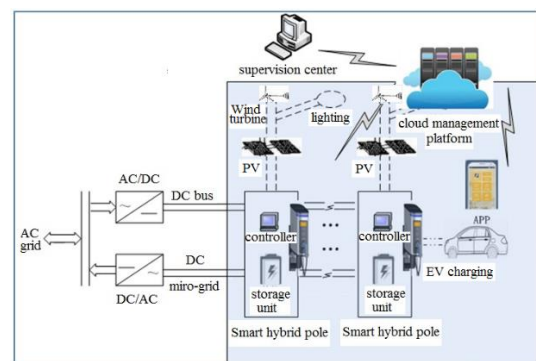 supervision center
Wind
turbine
lighting
cloud management
platform
PV
PV
AC/DC
DC bus
APP
AC
grid
controller
...
...
controller
EV charging
DC
miro-grid
DC/AC
storage
unit
storage
unit
Smart hybrid pole
Smart hybrid pole